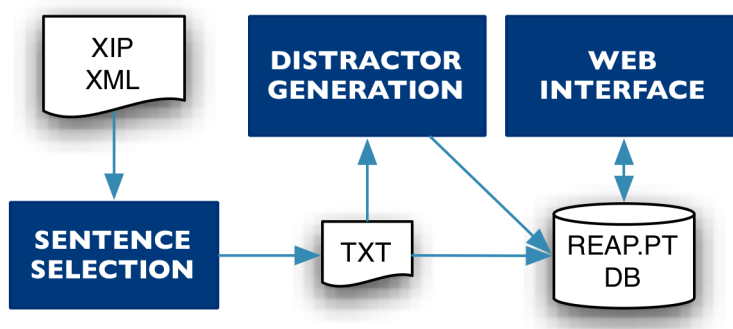 XIP
XML
DISTRACTOR
GENERATION
WEB
INTERFACE
SENTENCE
SELECTION
TXT
REAP.PT
DB